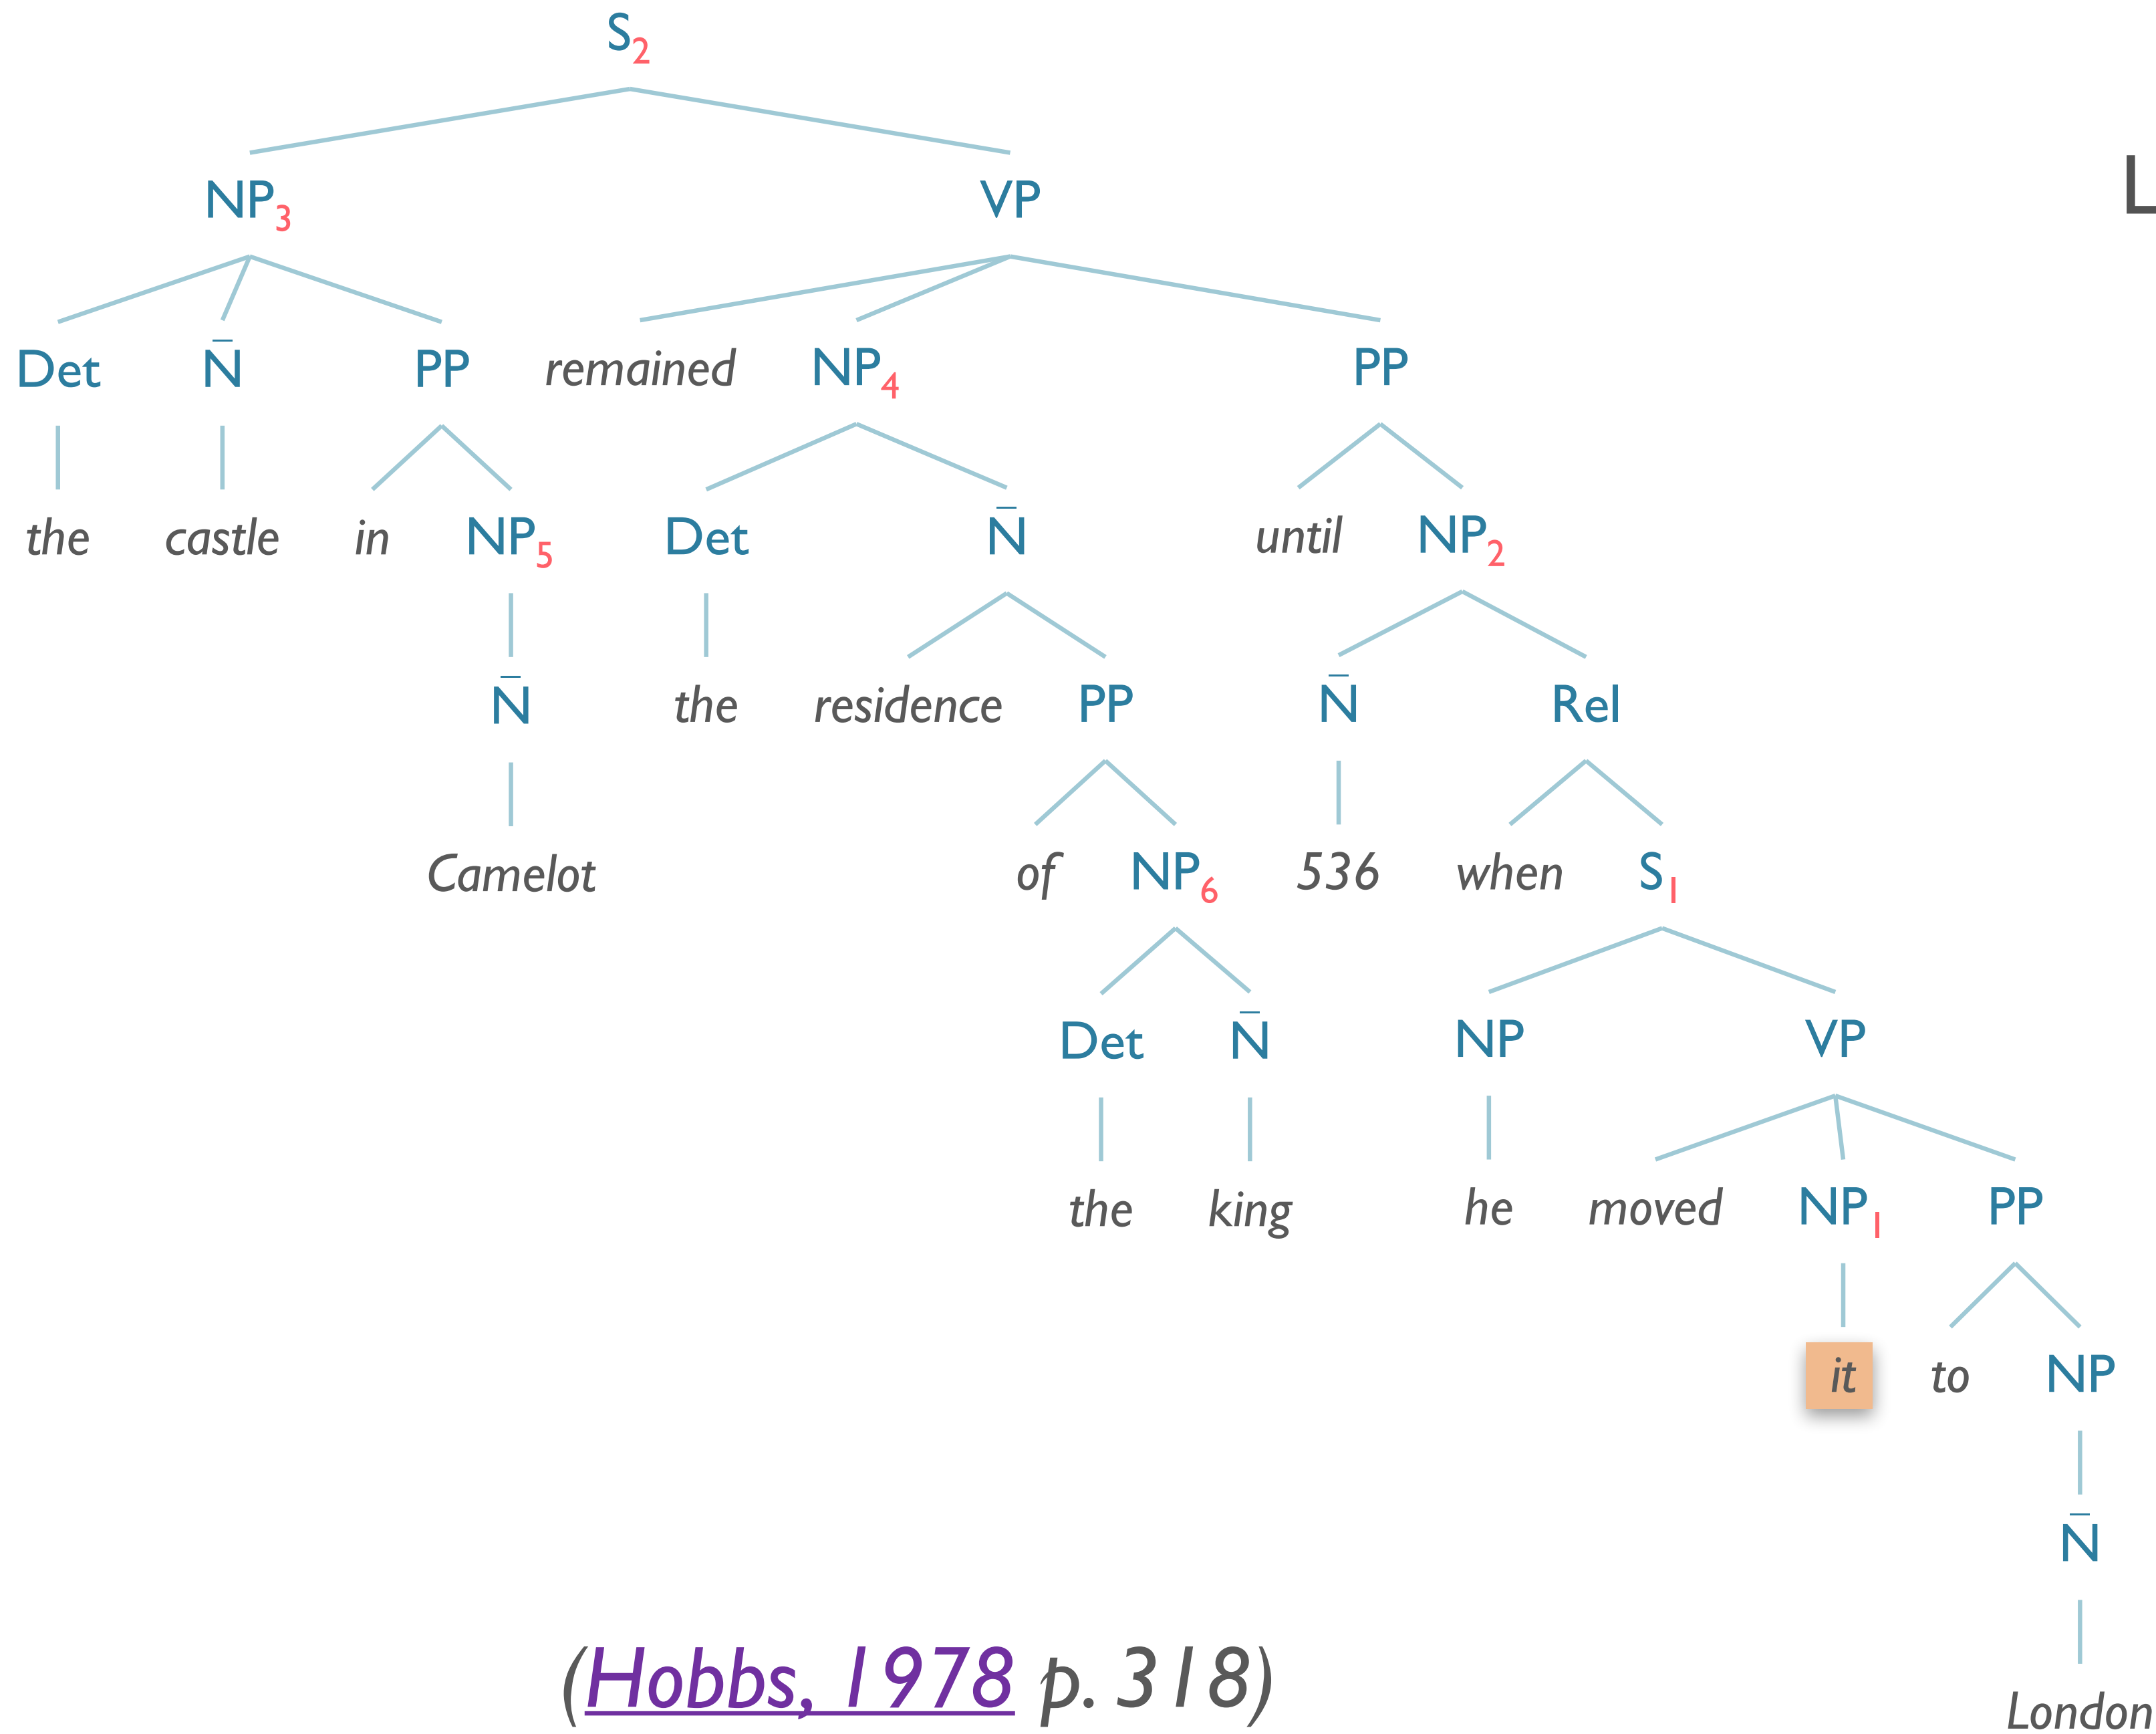 S2
L
NP3 VP
Det N̄ PP remained NP4 PP
the castle in NP5 Det N̄ until NP2
N̄ the residence PP N̄ Rel
Camelot of NP6 536 when S1
Det N̄ NP VP
the king he moved NP1 PP
it to NP
N̄
(Hobbs, 1978 p. 318)
London